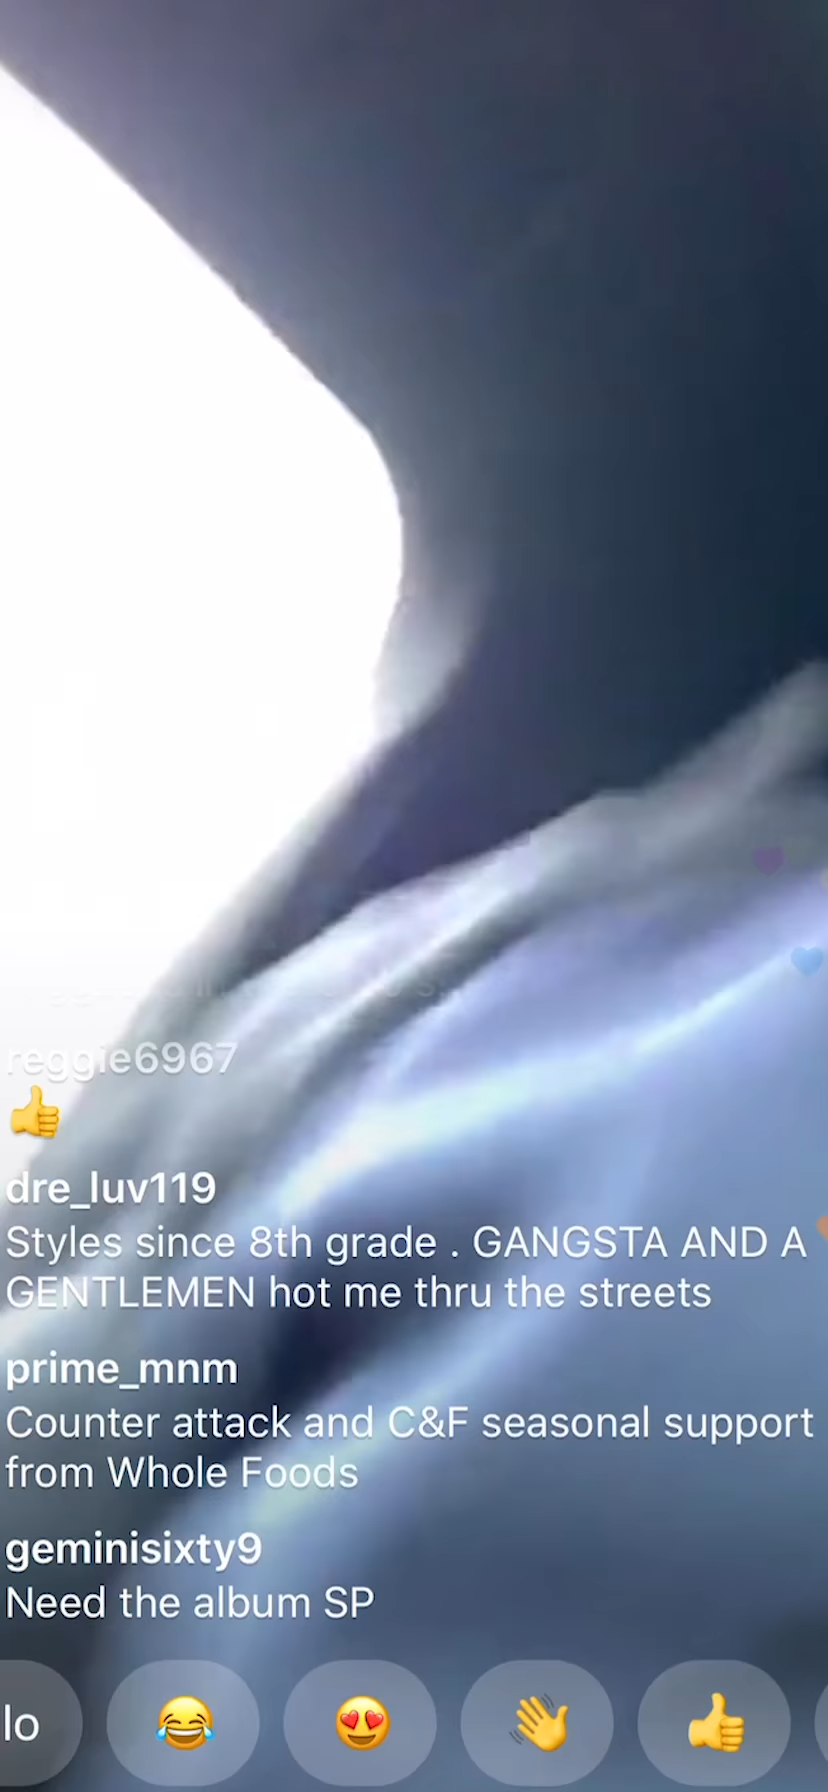 reggie6967
👍
dre_luv119
Styles since 8th grade . GANGSTA AND A
GENTLEMEN hot me thru the streets
prime_mnm
Counter attack and C&F seasonal support
from Whole Foods
geminisixty9
Need the album SP
lo 😂 😍 👋 👍